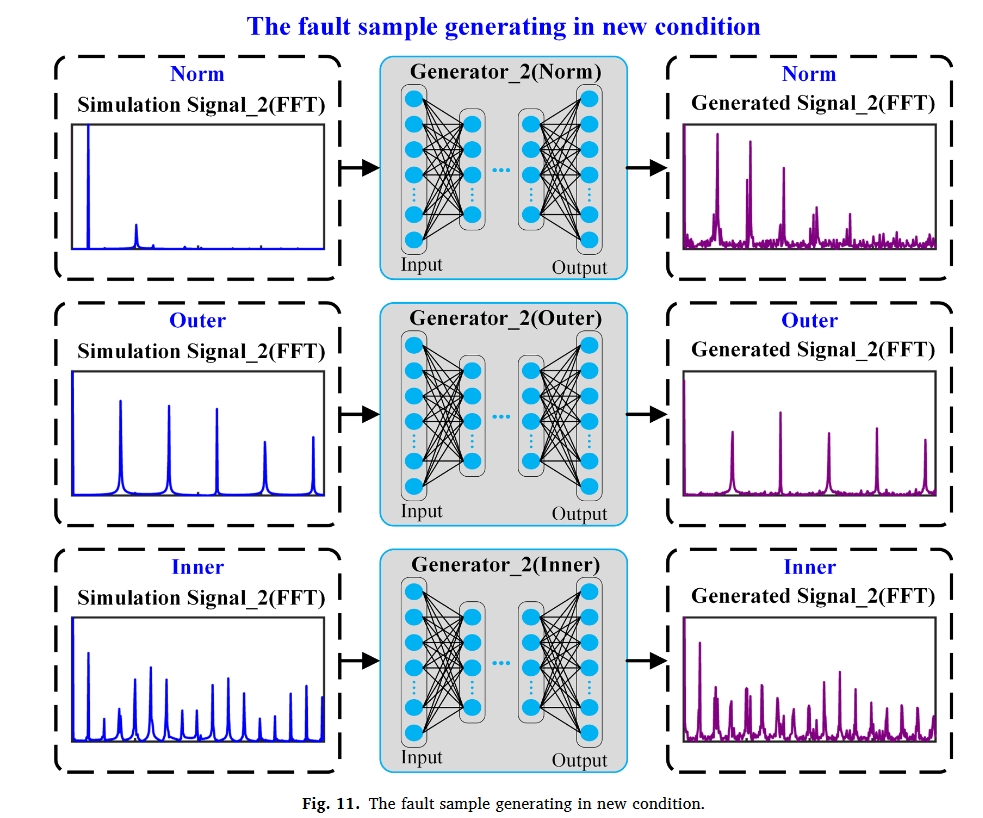 The fault sample generating in new condition
Norm
Simulation Signal_2(FFT)
Generator_2(Norm)
Input
Output
Norm
Generated Signal_2(FFT)
Outer
Simulation Signal_2(FFT)
Generator_2(Outer)
Input
Output
Outer
Generated Signal_2(FFT)
Inner
Simulation Signal_2(FFT)
Generator_2(Inner)
Input
Output
Inner
Generated Signal_2(FFT)
Fig. 11. The fault sample generating in new condition.